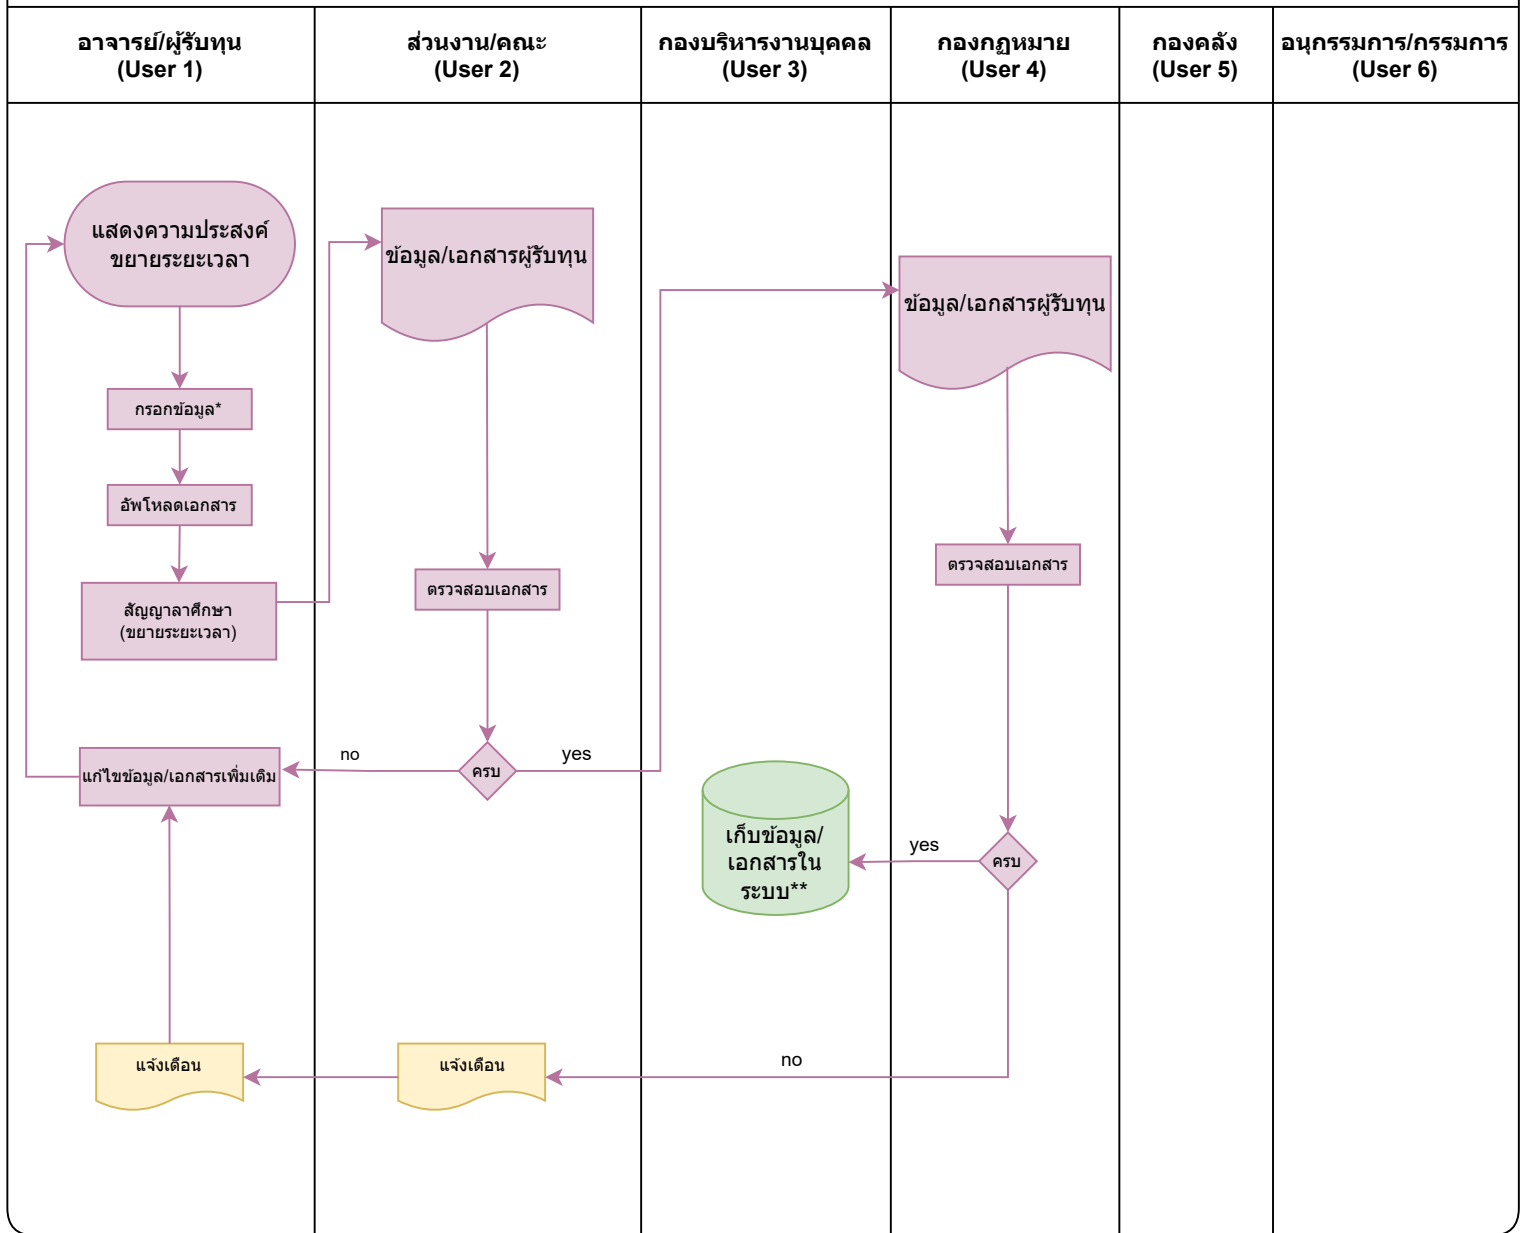 อาจารย์/ผู้รับทุน
(User 1)
ส่วนงาน/คณะ
(User 2)
กองบริหารงานบุคคล
(User 3)
กองกฏหมาย
(User 4)
กองคลัง
(User 5)
อนุกรรมการ/กรรมการ
(User 6)
แสดงความประสงค์
ขยายระยะเวลา
กรอกข้อมูล*
อัพโหลดเอกสาร
สัญญาลาศึกษา
(ขยายระยะเวลา)
แก้ไขข้อมูล/เอกสารเพิ่มเติม
แจ้งเตือน
ข้อมูล/เอกสารผู้รับทุน
ตรวจสอบเอกสาร
ครบ
no
yes
แจ้งเตือน
เก็บข้อมูล/
เอกสารใน
ระบบ**
ข้อมูล/เอกสารผู้รับทุน
ตรวจสอบเอกสาร
ครบ
yes
no